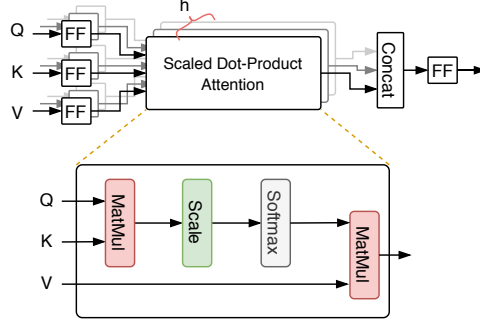 h
Q
FF
K
FF
V
FF
Scaled Dot-Product
Attention
Concat
FF
Q
K
V
MatMul
Scale
Softmax
MatMul